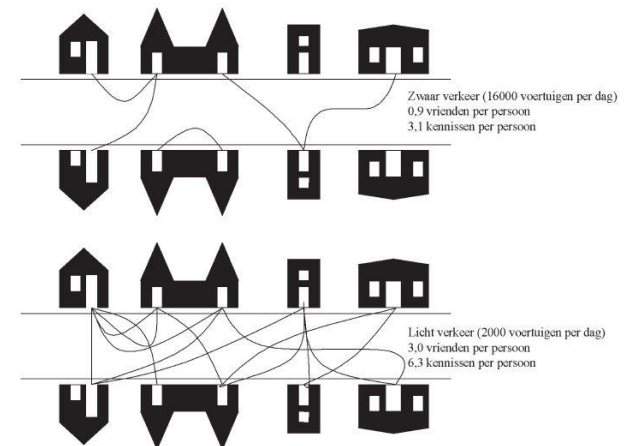 Zwaar verkeer (16000 voertuigen per dag)
0,9 vrienden per persoon
3,1 kennissen per persoon
Licht verkeer (2000 voertuigen per dag)
3,0 vrienden per persoon
6,3 kennissen per persoon